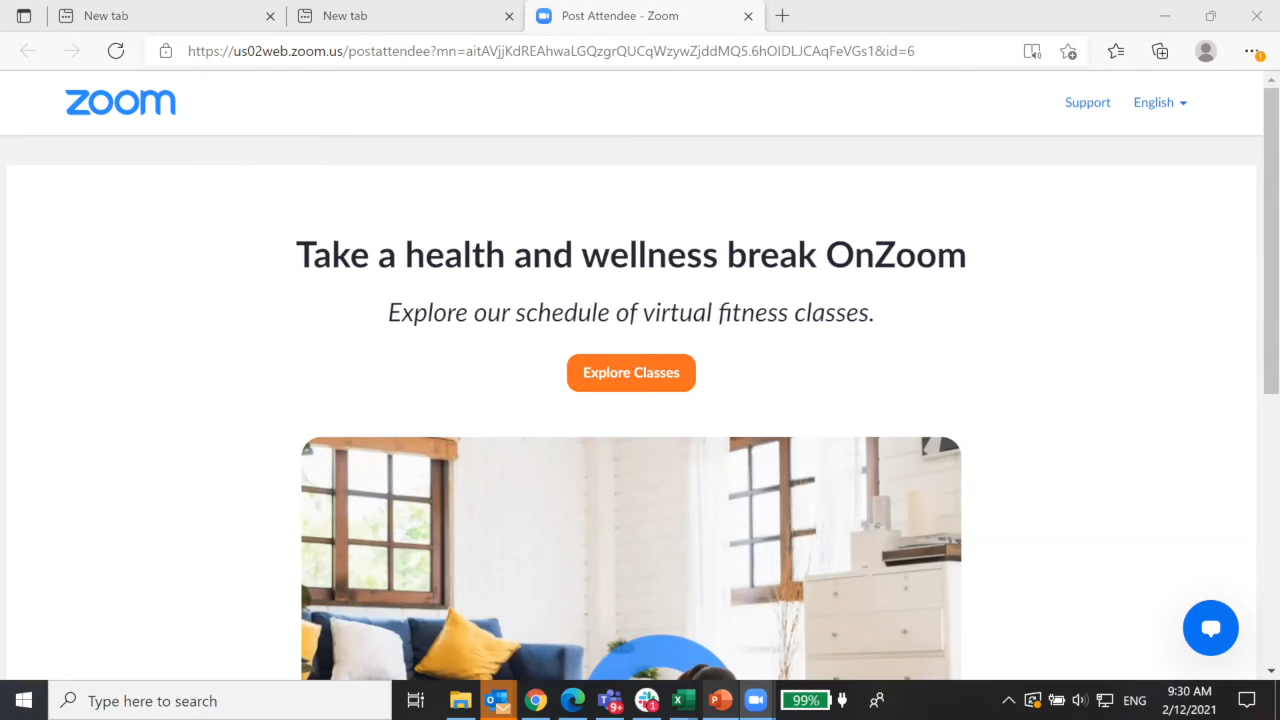 New tab
New tab
Post Attendee - Zoom
https://us02web.zoom.us/postattendee?mn=aitAVjjKdREAhwaLGQzgrQUCqWzywZjddMQ5.6hOIDLJCAqFeVGs1&id=6
zoom
Support
English
Take a health and wellness break OnZoom
Explore our schedule of virtual fitness classes.
Explore Classes
Type here to search
9+
1
99%
ENG
9:30 AM
2/12/2021